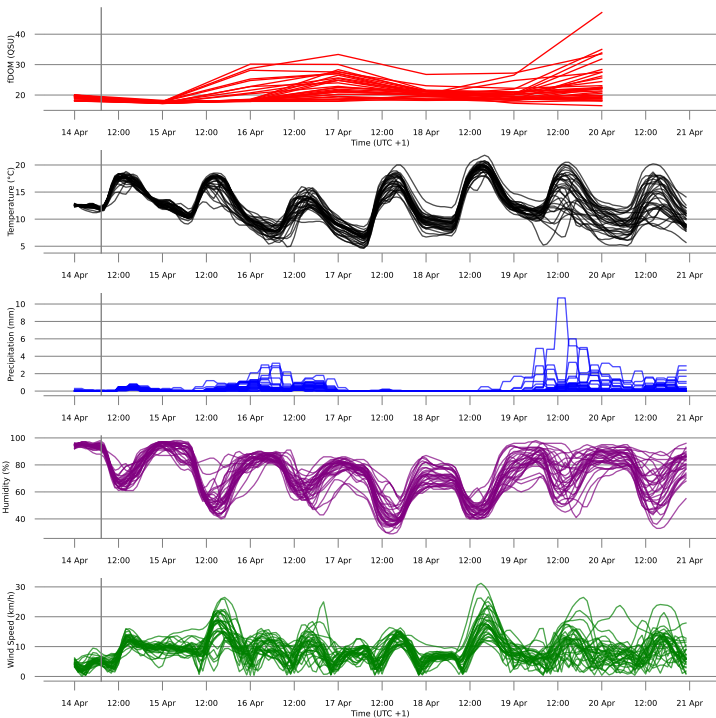 40
30
20
fDOM (QSU)
14 Apr 12:00 15 Apr 12:00 16 Apr 12:00 17 Apr 12:00 18 Apr 12:00 19 Apr 12:00 20 Apr 12:00 21 Apr
Time (UTC +1)
20
15
10
5
Temperature (°C)
14 Apr 12:00 15 Apr 12:00 16 Apr 12:00 17 Apr 12:00 18 Apr 12:00 19 Apr 12:00 20 Apr 12:00 21 Apr
10
8
6
4
2
0
Precipitation (mm)
14 Apr 12:00 15 Apr 12:00 16 Apr 12:00 17 Apr 12:00 18 Apr 12:00 19 Apr 12:00 20 Apr 12:00 21 Apr
100
80
60
40
Humidity (%)
14 Apr 12:00 15 Apr 12:00 16 Apr 12:00 17 Apr 12:00 18 Apr 12:00 19 Apr 12:00 20 Apr 12:00 21 Apr
30
20
10
0
Wind Speed (km/h)
14 Apr 12:00 15 Apr 12:00 16 Apr 12:00 17 Apr 12:00 18 Apr 12:00 19 Apr 12:00 20 Apr 12:00 21 Apr
Time (UTC +1)